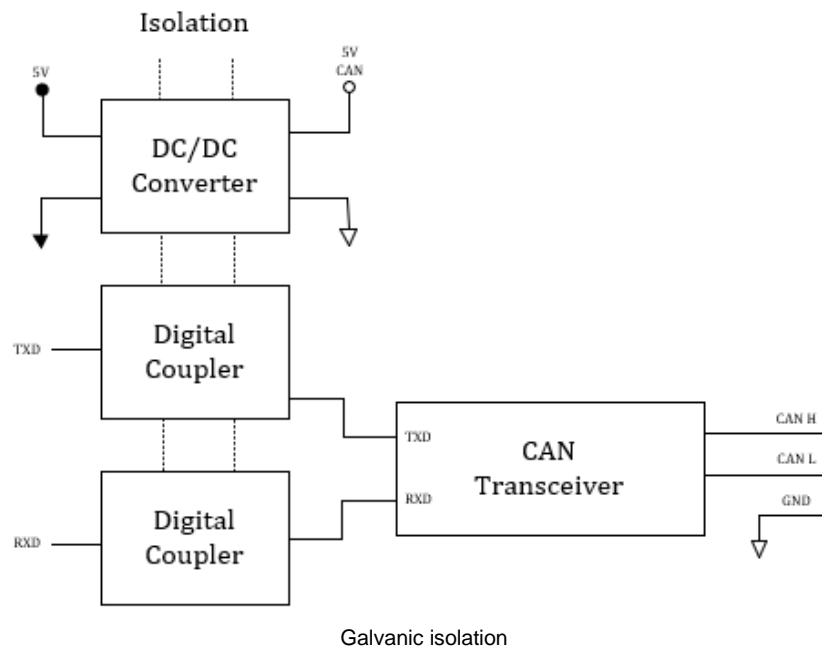 Isolation
5V
5V
CAN
DC/DC
Converter
Digital
Coupler
TXD
Digital
Coupler
RXD
TXD
RXD
CAN
Transceiver
CAN H
CAN L
GND
Galvanic isolation